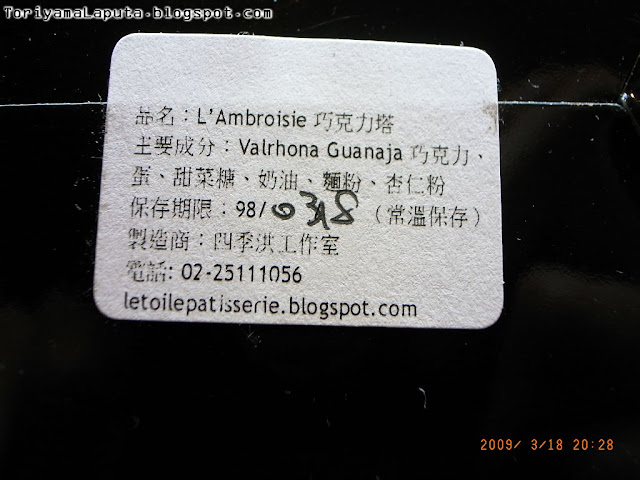 ToriyamaLaputa.blogspot.com
品名：L'Ambroisie 巧克力塔
主要成分：Valrhona Guanaja 巧克力、
蛋、甜菜糖、奶油、麵粉、杏仁粉
保存期限：98/0318（常溫保存）
製造商：四季洪工作室
電話: 02-25111056
letoilepatisserie.blogspot.com
2009/ 3/18 20:28